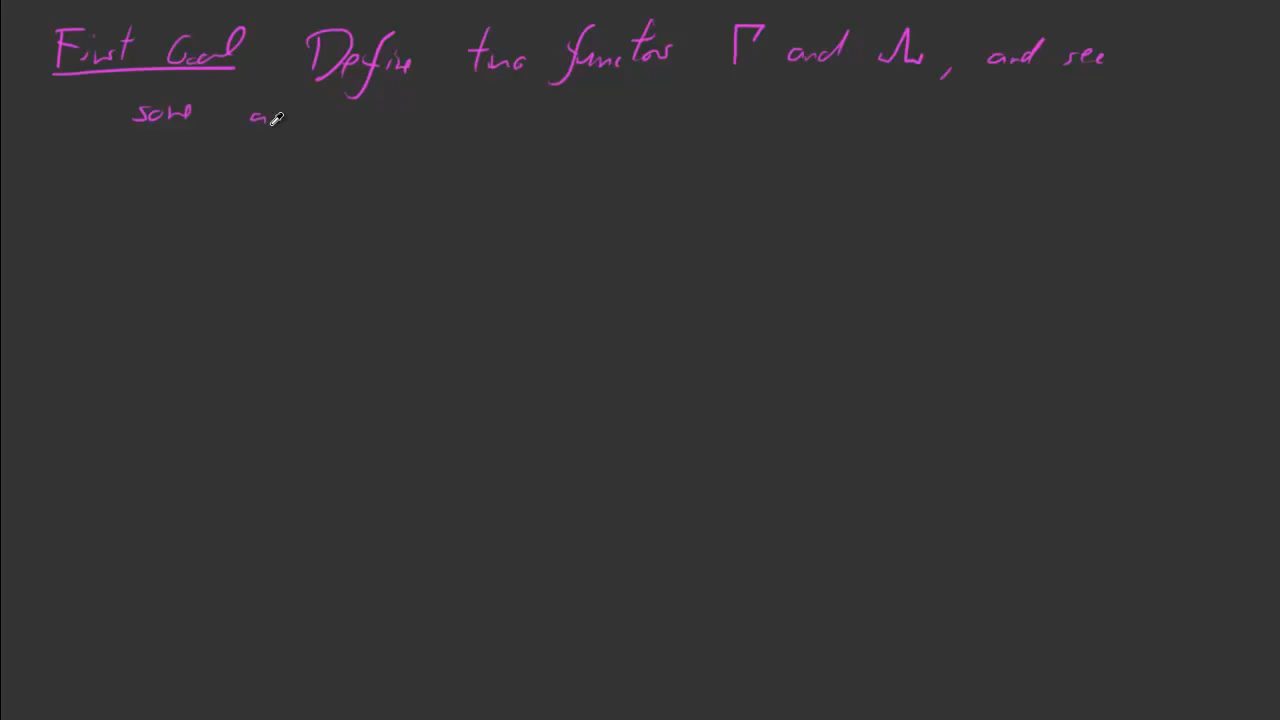 First Goal Define two functors Γ and Λ, and see
some a